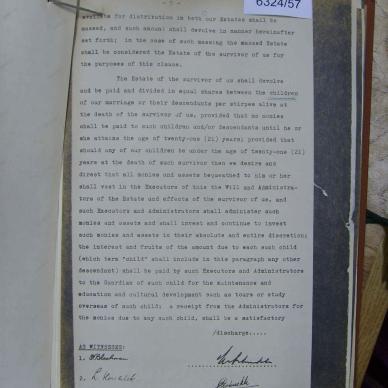 6324/57
available for distribution in both our Estates shall be
massed, and such amount shall devolve in manner hereinafter
set forth; in the case of such massing the massed Estate
shall be considered the Estate of the survivor of us for
the purposes of this clause.
The Estate of the survivor of us shall devolve
and be paid and divided in equal shares between the children
of our marriage or their descendants per stirpes alive at
the death of the survivor of us, provided no monies
shall be paid to such children and/or descendants until he or
she attains the age of twenty-one (21) years; provided that
should any of our children be under the age of twenty-one (21)
years at the death of such survivor then we desire and
direct that all monies and assets bequeathed to his or her
shall vest in the Executors of this the Will and Administra-
tors of the Estate and effects of the survivor of us, and
such Executors and Administrators shall administer such
monies and assets and shall invest and continue to invest
such monies and assets in their absolute and entire discretion;
the interest and fruits of the amount due to each such child
(which term "child" shall include in this paragraph any other
descendant) shall be paid by such Executors and Administrators
to the Guardian of such child for the maintenance and
education and cultural development such as tours or study
overseas of such child; a receipt from the Administrators for
the monies due to any such child, shall be a satisfactory
/discharge.....
AS WITNESSES:
1.
2.